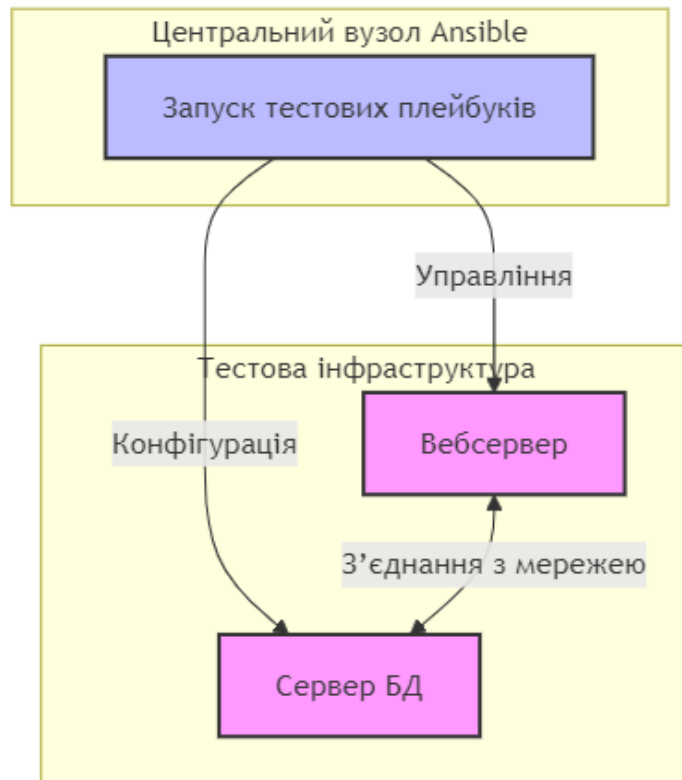 Центральний вузол Ansible
Запуск тестових плейбуків
Управління
Тестова інфраструктура
Конфігурація
Вебсервер
З’єднання з мережею
Сервер БД